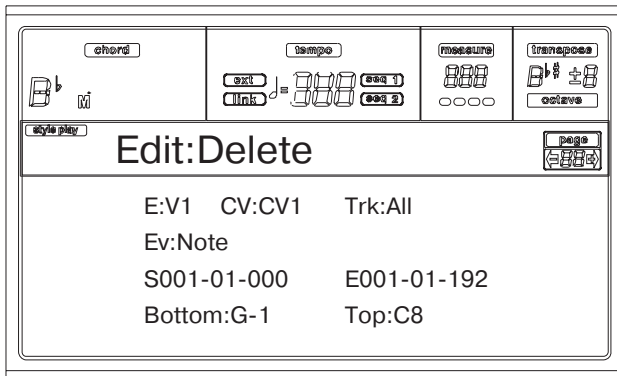 chord
tempo
measure
transpose
B♭ M
ext
link
♩=888
seq 1
seq 2
888
B♭♯ ±8
octave
style play
Edit:Delete
page
88
E:V1 CV:CV1 Trk:All
Ev:Note
S001-01-000 E001-01-192
Bottom:G-1 Top:C8